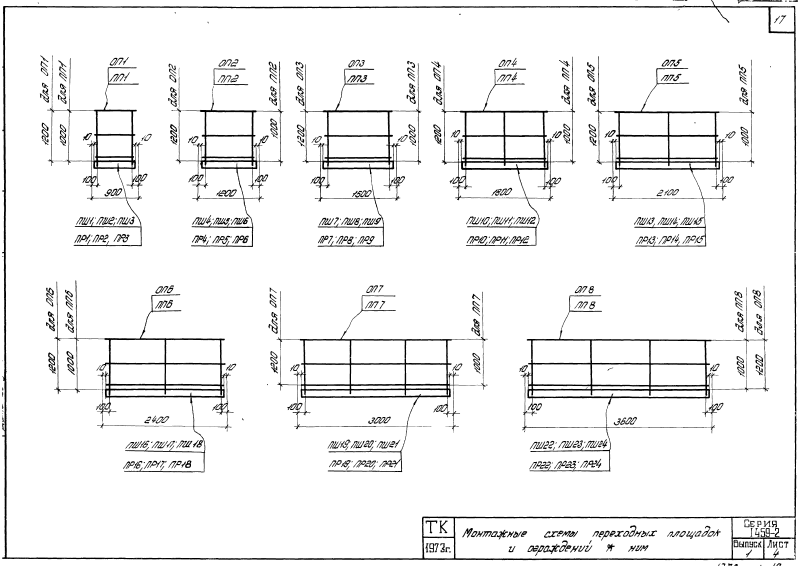 17
ОП1
ПП1
для ОП1
для ПП1
1200
1000
10
10
100
100
900
ПШ1, ПШ2; ПШ3
ПР1; ПР2, ПР3
ОП2
ПП2
для ОП2
для ПП2
1200
1000
10
10
100
100
1200
ПШ4; ПШ5; ПШ6
ПР4; ПР5, ПР6
ОП3
ПП3
для ОП3
для ПП3
1200
1000
10
10
100
100
1500
ПШ7; ПШ8; ПШ9
ПР7, ПР8, ПР9
ОП4
ПП4
для ОП4
для ПП4
1200
1000
10
10
100
100
1800
ПШ10; ПШ11; ПШ12
ПР10; ПР11; ПР12
ОП5
ПП5
для ОП5
для ПП5
1200
1000
10
10
100
100
2100
ПШ13, ПШ14; ПШ15
ПР13; ПР14, ПР15
ОП6
ПП6
для ОП6
для ПП6
1200
1000
10
10
100
100
2400
ПШ16; ПШ17; ПШ18
ПР16; ПР17, ПР18
ОП7
ПП7
для ОП7
для ПП7
1200
1000
10
10
100
100
3000
ПШ19, ПШ20; ПШ21
ПР19; ПР20; ПР21
ОП8
ПП8
для ПП8
для ОП8
1000
1200
10
10
100
100
3600
ПШ22; ПШ23; ПШ24
ПР22; ПР23; ПР24
ТК
1973г.
Монтажные схемы переходных площадок
и ограждений к ним
Серия
1.459-2
Выпуск
1
Лист
4